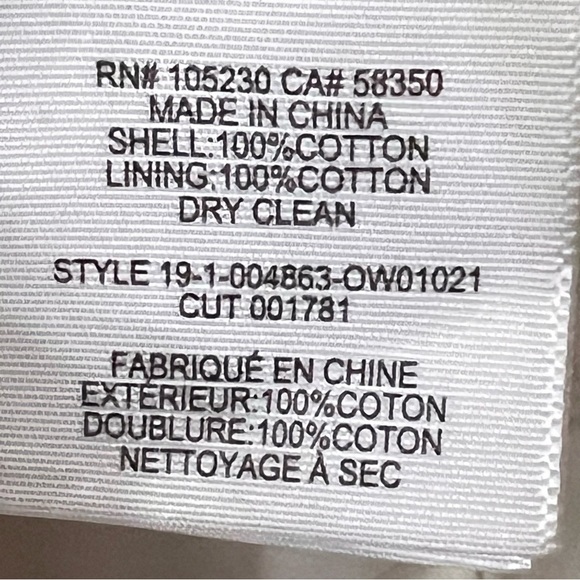 RN# 105230 CA# 58350
MADE IN CHINA
SHELL:100%COTTON
LINING:100%COTTON
DRY CLEAN
STYLE 19-1-004863-OW01021
CUT 001781
FABRIQUÉ EN CHINE
EXTÉRIEUR:100%COTON
DOUBLURE:100%COTON
NETTOYAGE À SEC